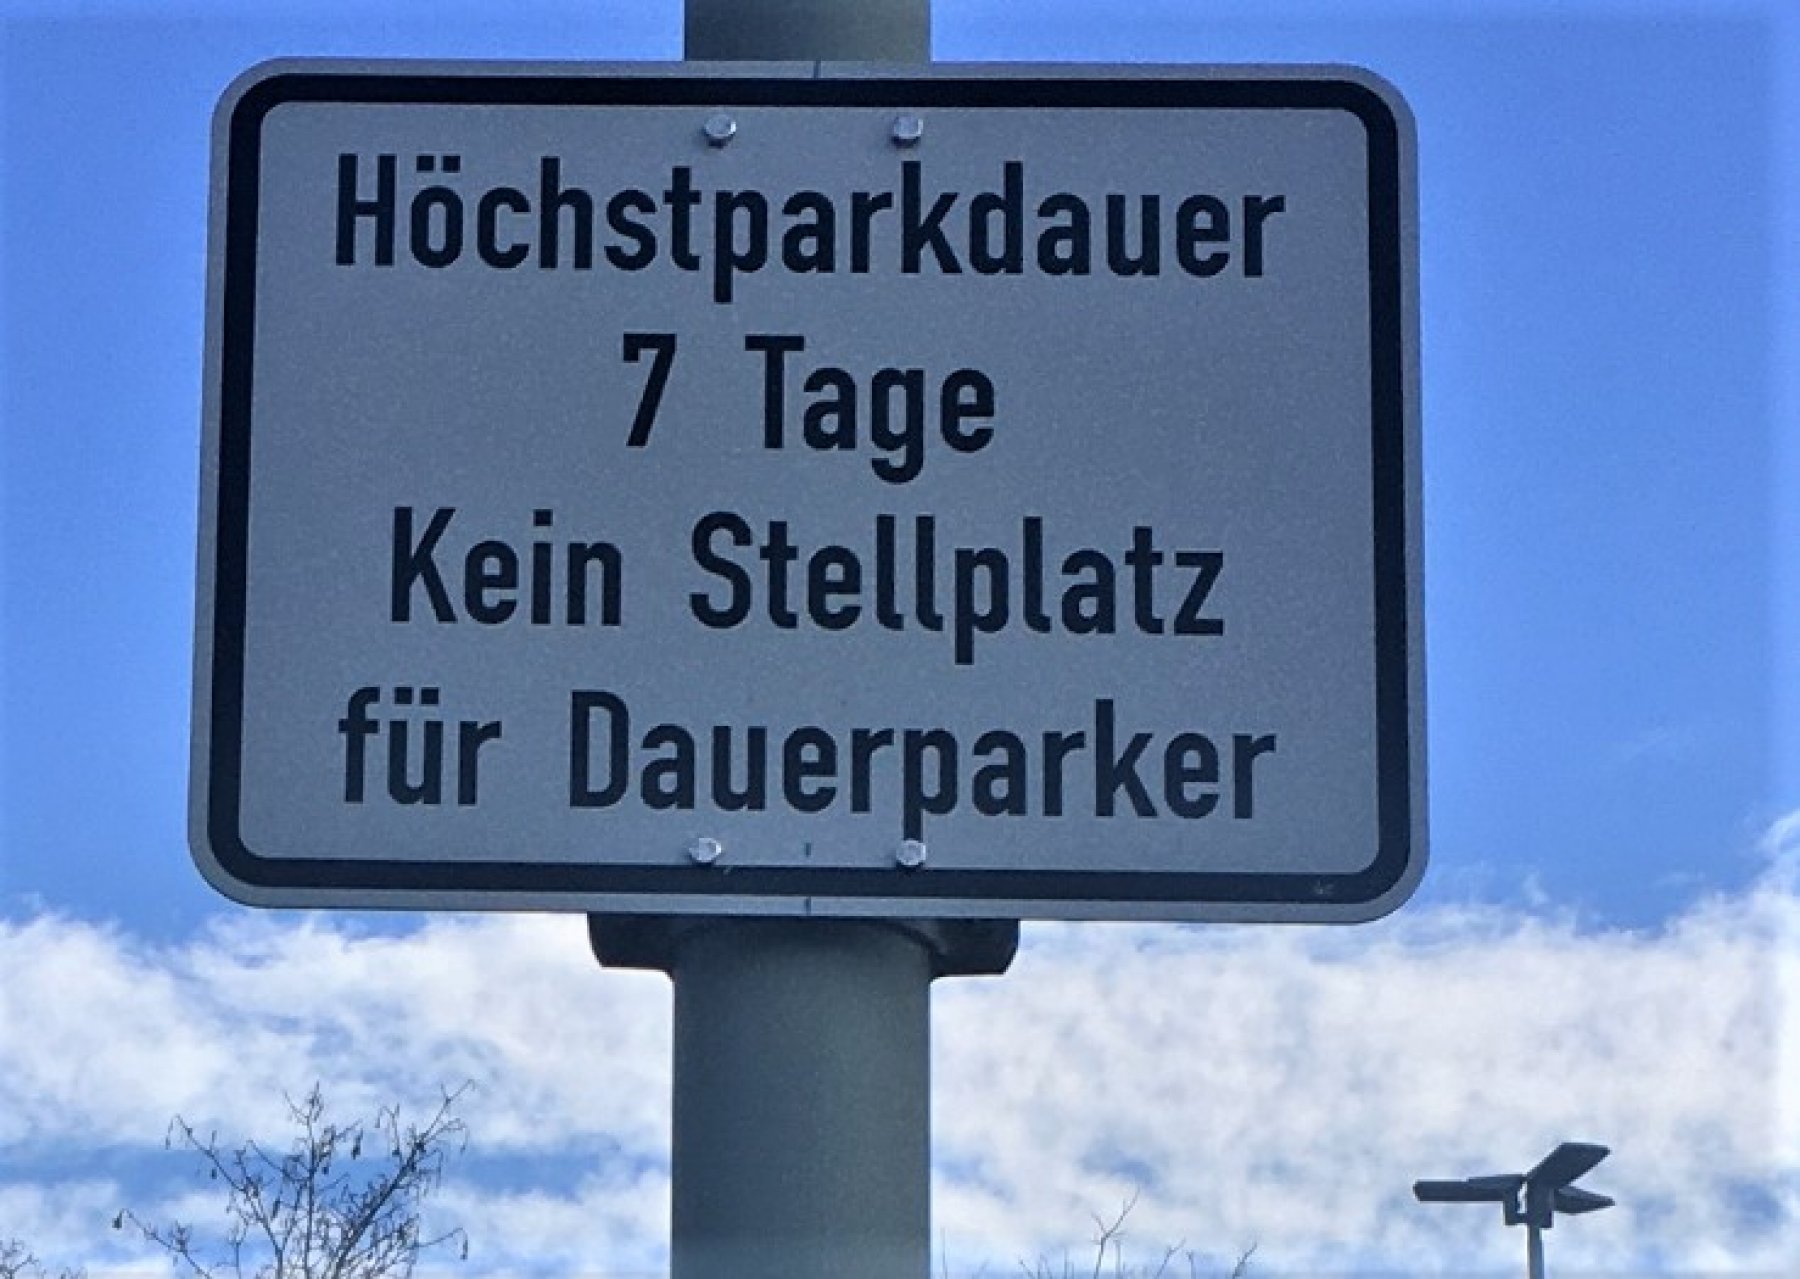 Höchstparkdauer
7 Tage
Kein Stellplatz
für Dauerparker